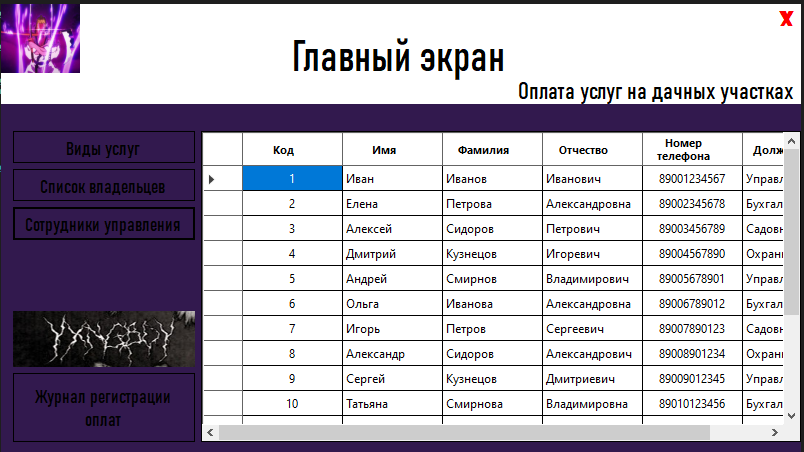 X
Главный экран
Оплата услуг на дачных участках
Виды услуг
Список владельцев
Сотрудники управления
YXNGBOY
Журнал регистрации
оплат
Код Имя Фамилия Отчество Номер телефона Долж
1 Иван Иванов Иванович 89001234567 Управл
2 Елена Петрова Александровна 89002345678 Бухгал
3 Алексей Сидоров Петрович 89003456789 Садовн
4 Дмитрий Кузнецов Игоревич 89004567890 Охранн
5 Андрей Смирнов Владимирович 89005678901 Управл
6 Ольга Иванова Александровна 89006789012 Бухгал
7 Игорь Петров Сергеевич 89007890123 Садовн
8 Александр Сидоров Александрович 89008901234 Охранн
9 Сергей Кузнецов Дмитриевич 89009012345 Управл
10 Татьяна Смирнова Владимировна 89010123456 Бухгал